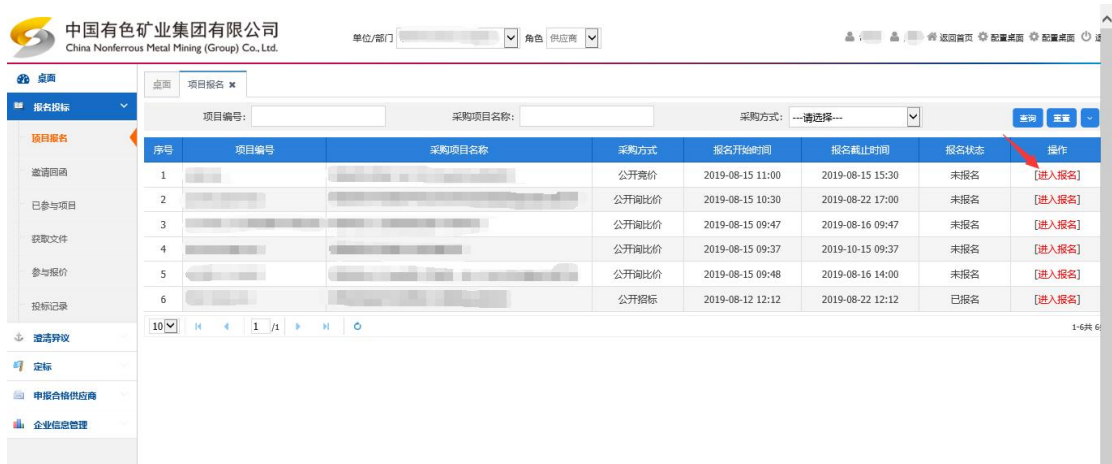 中国有色矿业集团有限公司
China Nonferrous Metal Mining (Group) Co., Ltd.
单位/部门 角色 供应商
返回首页 配置桌面 配置桌面
桌面
报名投标
项目报名
邀请回函
已参与项目
获取文件
参与报价
投标记录
澄清异议
定标
申报合格供应商
企业信息管理
桌面 项目报名 ×
项目编号: 采购项目名称: 采购方式: ---请选择--- 查询 重置
序号 项目编号 采购项目名称 采购方式 报名开始时间 报名截止时间 报名状态 操作
1 公开竞价 2019-08-15 11:00 2019-08-15 15:30 未报名 [进入报名]
2 公开询比价 2019-08-15 10:30 2019-08-22 17:00 未报名 [进入报名]
3 公开询比价 2019-08-15 09:47 2019-08-16 09:47 未报名 [进入报名]
4 公开询比价 2019-08-15 09:37 2019-10-15 09:37 未报名 [进入报名]
5 公开询比价 2019-08-15 09:48 2019-08-16 14:00 未报名 [进入报名]
6 公开招标 2019-08-12 12:12 2019-08-22 12:12 已报名 [进入报名]
10 1 /1 1-6共